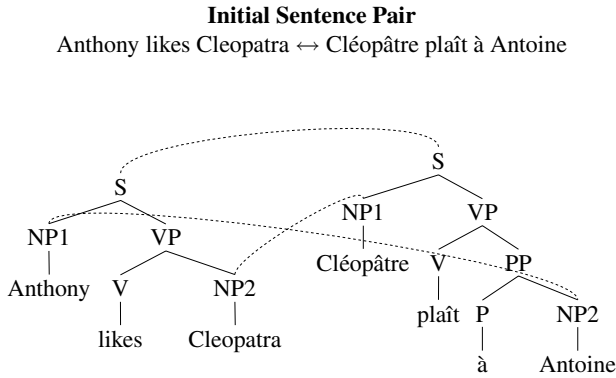 Initial Sentence Pair
Anthony likes Cleopatra ↔ Cléopâtre plaît à Antoine
S
S
NP1 VP
NP1 VP
Cléopâtre V PP
Anthony V NP2
plaît P NP2
likes Cleopatra
à Antoine